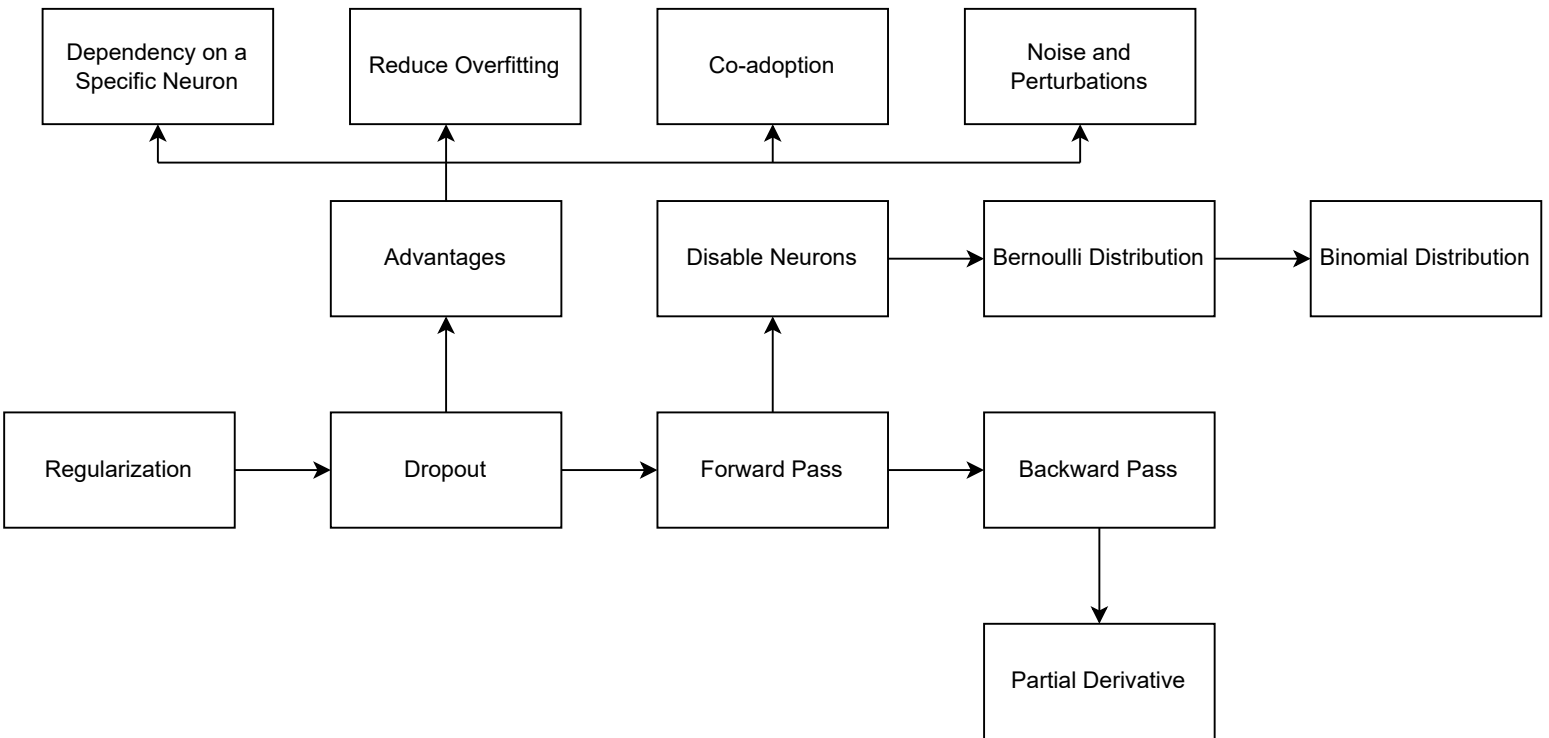 Dependency on a
Specific Neuron
Reduce Overfitting
Co-adoption
Noise and
Perturbations
Advantages
Disable Neurons
Bernoulli Distribution
Binomial Distribution
Regularization
Dropout
Forward Pass
Backward Pass
Partial Derivative